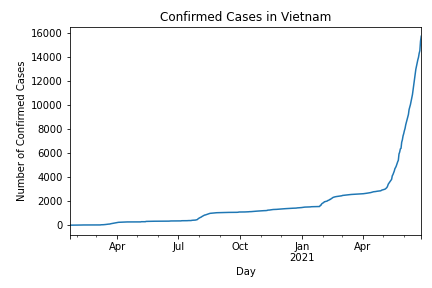 Confirmed Cases in Vietnam
16000
14000
12000
10000
8000
6000
4000
2000
0
Number of Confirmed Cases
Apr
Jul
Oct
Jan
2021
Apr
Day